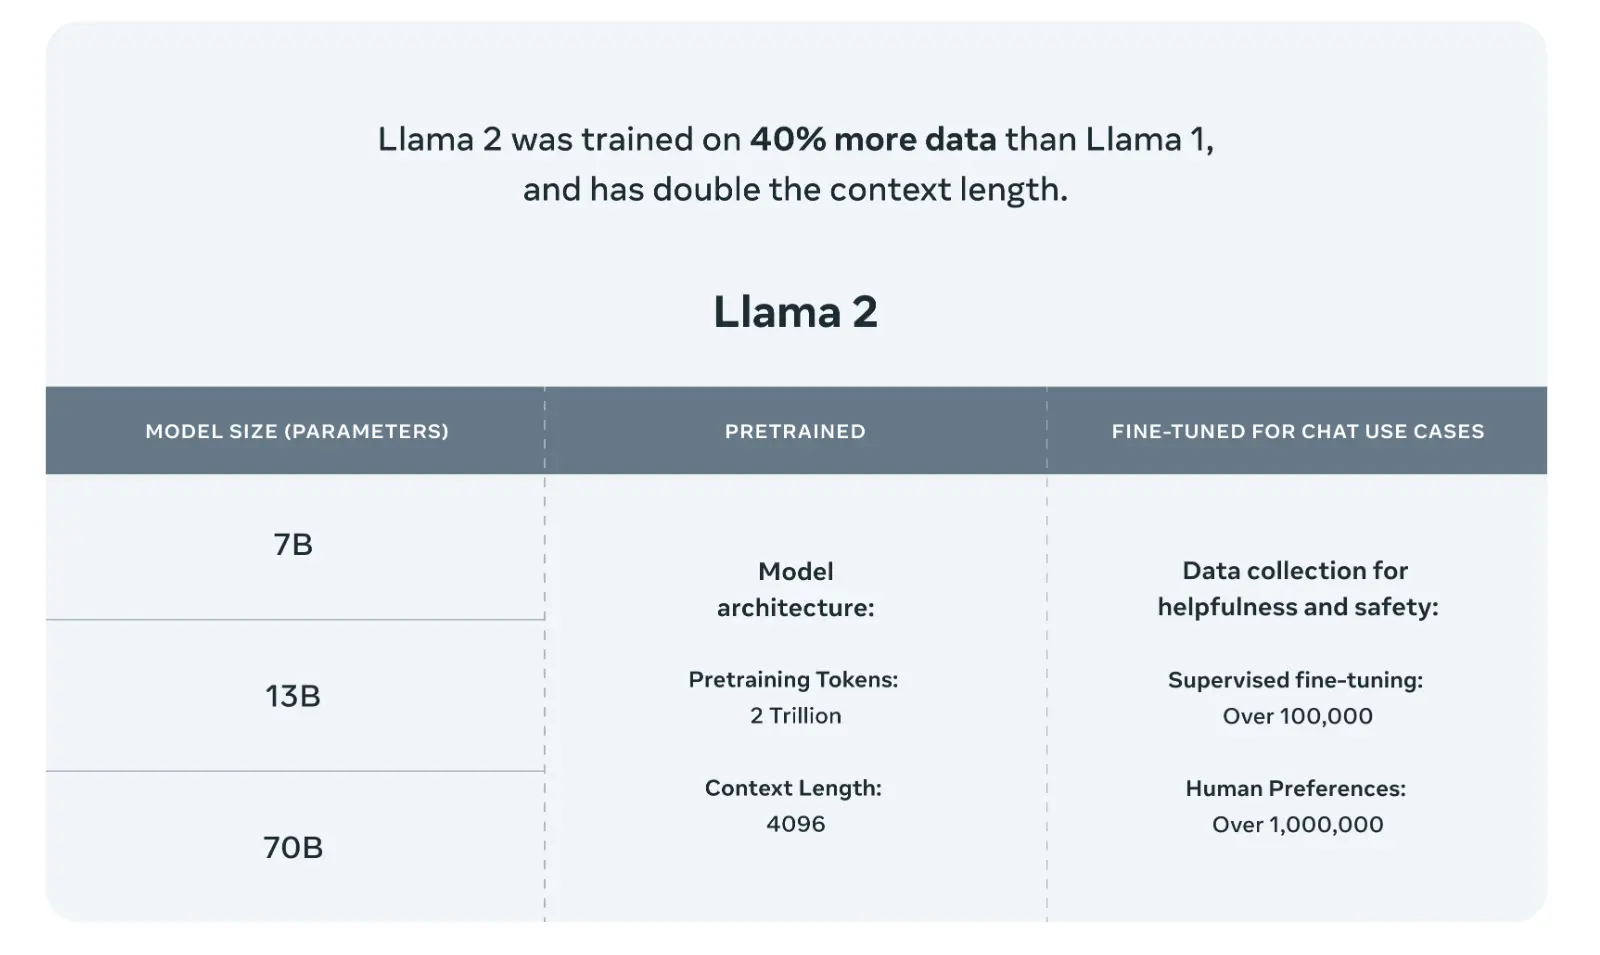 Llama 2 was trained on 40% more data than Llama 1,
and has double the context length.
Llama 2
MODEL SIZE (PARAMETERS)
PRETRAINED
FINE-TUNED FOR CHAT USE CASES
7B
13B
70B
Model
architecture:
Pretraining Tokens:
2 Trillion
Context Length:
4096
Data collection for
helpfulness and safety:
Supervised fine-tuning:
Over 100,000
Human Preferences:
Over 1,000,000